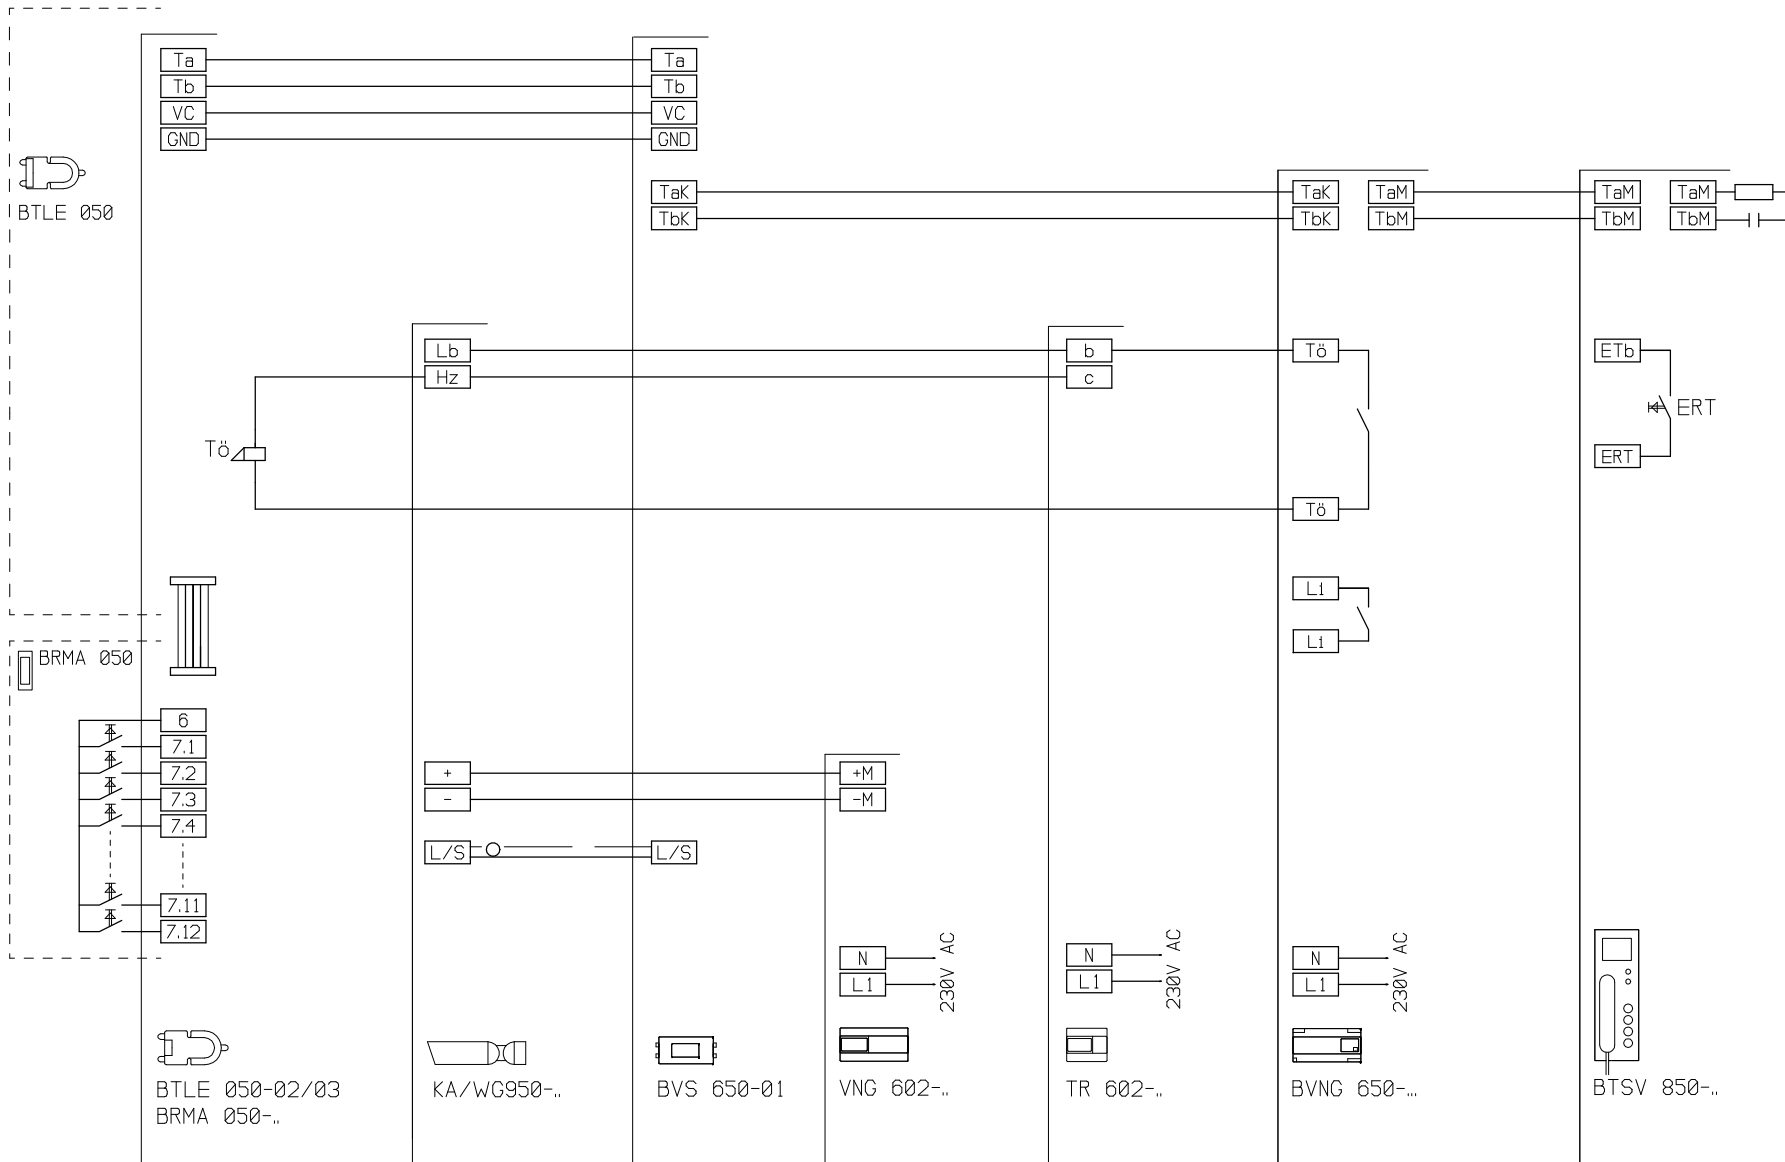 Ta
Tb
VC
GND
Ta
Tb
VC
GND
BTLE 050
TaK
TbK
TaK
TbK
TaM
TbM
TaM
TbM
TaM
TbM
Lb
Hz
b
c
Tö
ETb
ERT
Tö
ERT
Tö
Li
Li
BRMA 050
6
7.1
7.2
7.3
7.4
7.11
7.12
+
-
+M
-M
L/S
L/S
N
L1
230V AC
N
L1
230V AC
N
L1
230V AC
BTLE 050-02/03
BRMA 050-..
KA/WG950-..
BVS 650-01
VNG 602-..
TR 602-..
BVNG 650-...
BTSV 850-..